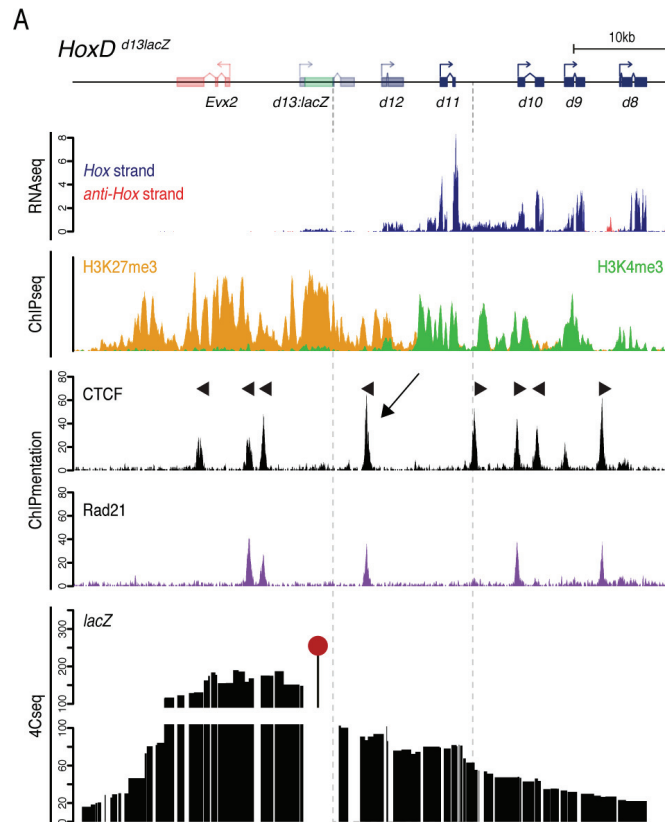 A
HoxD d13lacZ
10kb
Evx2 d13:lacZ d12 d11 d10 d9 d8
RNAseq
8
6
4
2
0
Hox strand
anti-Hox strand
ChIPseq
H3K27me3
H3K4me3
ChIPmentation
80
60
40
20
0
CTCF
80
60
40
20
0
Rad21
4Cseq
lacZ
350
200
100
100
60
20
0